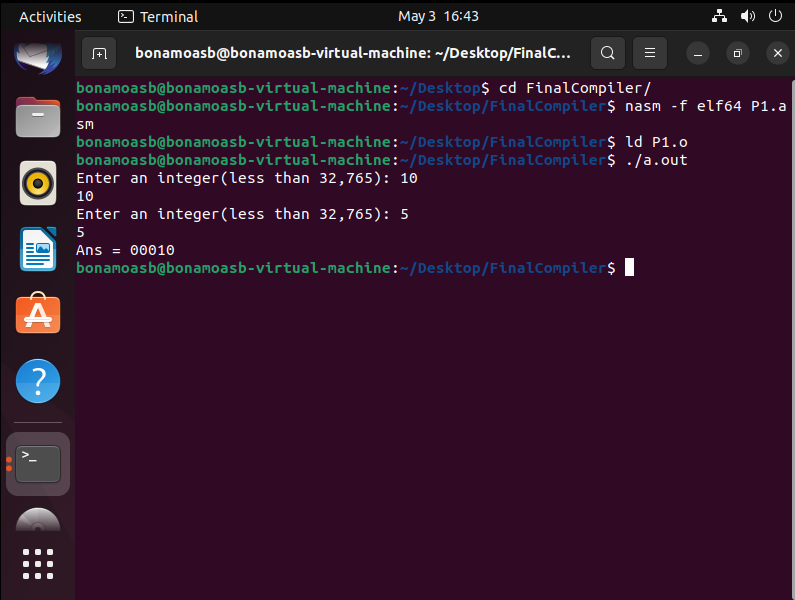 Activities Terminal May 3 16:43
bonamoasb@bonamoasb-virtual-machine: ~/Desktop/FinalC...
bonamoasb@bonamoasb-virtual-machine:~/Desktop$ cd FinalCompiler/
bonamoasb@bonamoasb-virtual-machine:~/Desktop/FinalCompiler$ nasm -f elf64 P1.a
sm
bonamoasb@bonamoasb-virtual-machine:~/Desktop/FinalCompiler$ ld P1.o
bonamoasb@bonamoasb-virtual-machine:~/Desktop/FinalCompiler$ ./a.out
Enter an integer(less than 32,765): 10
10
Enter an integer(less than 32,765): 5
5
Ans = 00010
bonamoasb@bonamoasb-virtual-machine:~/Desktop/FinalCompiler$